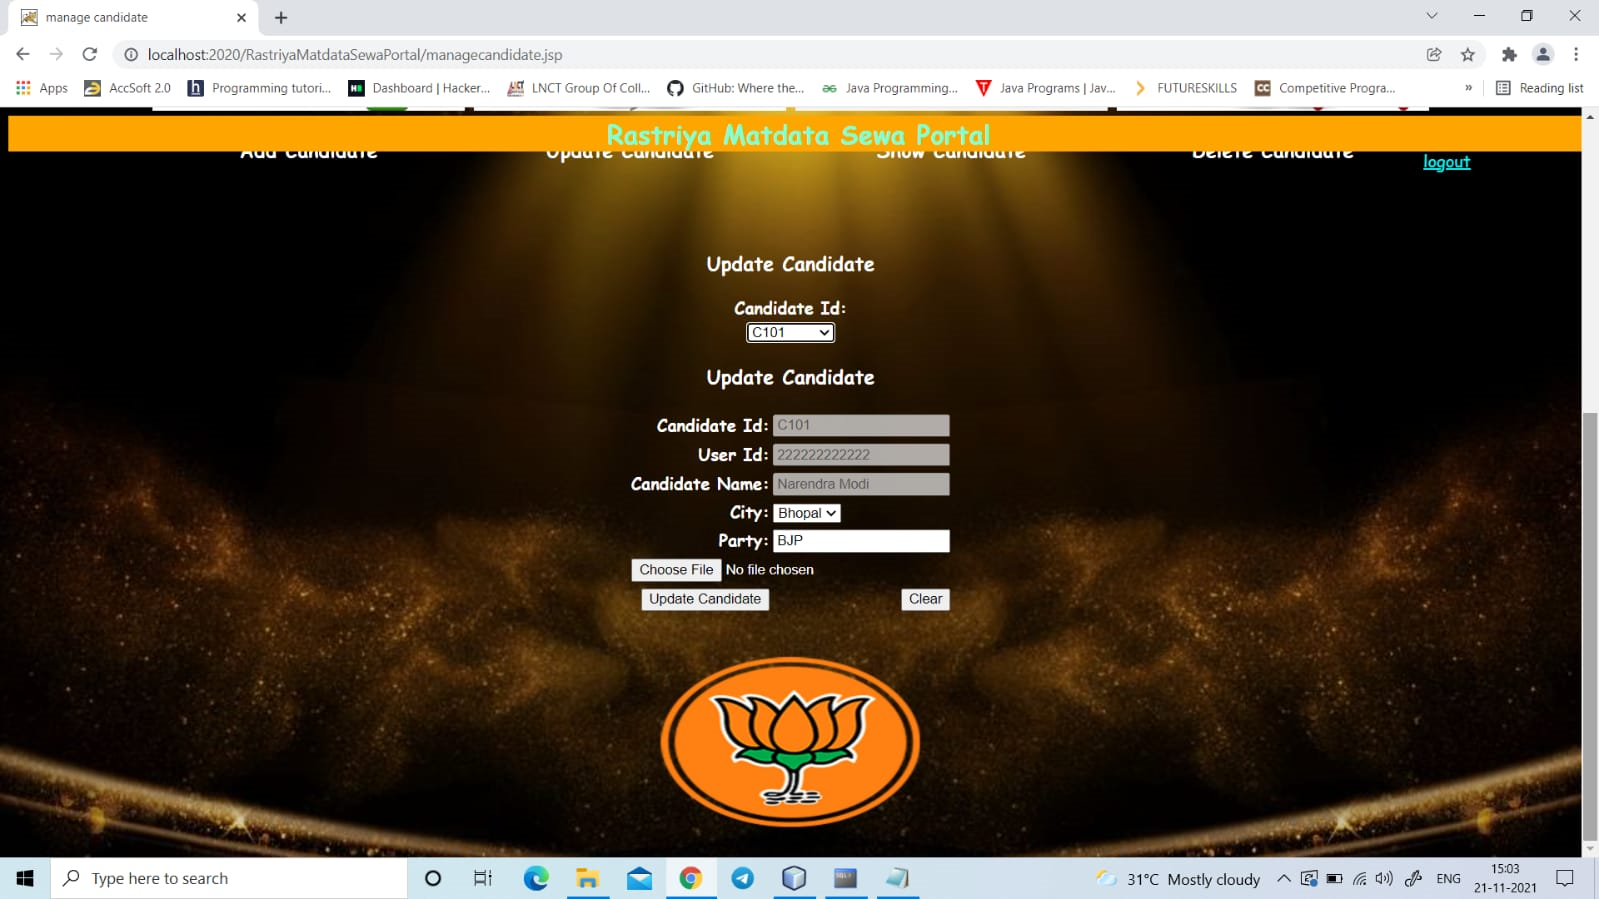 manage candidate
localhost:2020/RastriyaMatdataSewaPortal/managecandidate.jsp
Apps AccSoft 2.0 Programming tutori... Dashboard | Hacker... LNCT Group Of Coll... GitHub: Where the... Java Programming... Java Programs | Jav... FUTURESKILLS Competitive Progra... » Reading list
Rastriya Matdata Sewa Portal
Add Candidate Update Candidate Show Candidate Delete Candidate
logout
Update Candidate
Candidate Id:
C101
Update Candidate
Candidate Id: C101
User Id: 222222222222
Candidate Name: Narendra Modi
City: Bhopal
Party: BJP
Choose File No file chosen
Update Candidate Clear
Type here to search 31°C Mostly cloudy ENG 15:03
21-11-2021